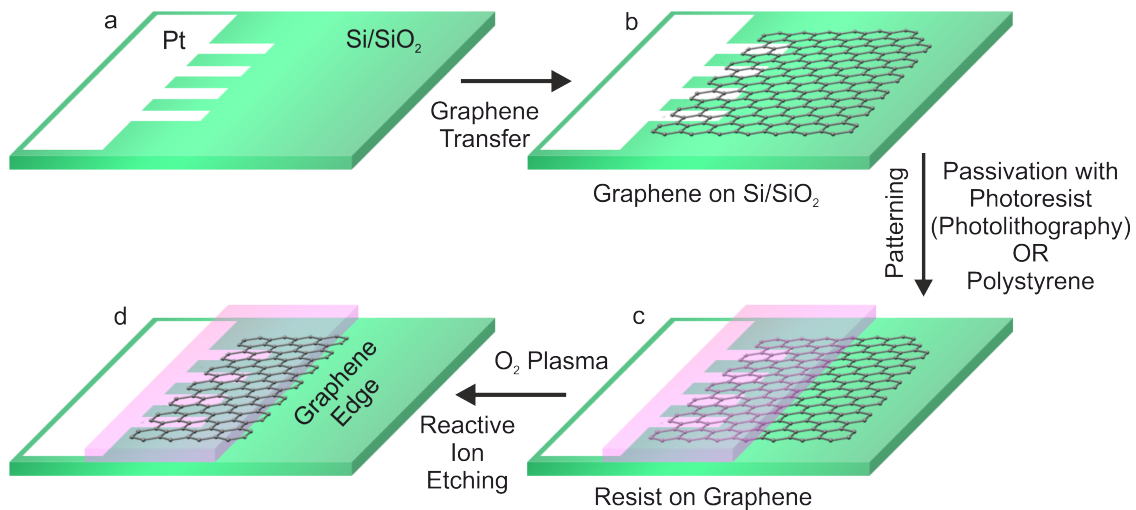 a
Pt
Si/SiO₂
Graphene
Transfer
b
Graphene on Si/SiO₂
Patterning
Passivation with
Photoresist
(Photolithography)
OR
Polystyrene
c
Resist on Graphene
O₂ Plasma
Reactive
Ion
Etching
d
Graphene
Edge